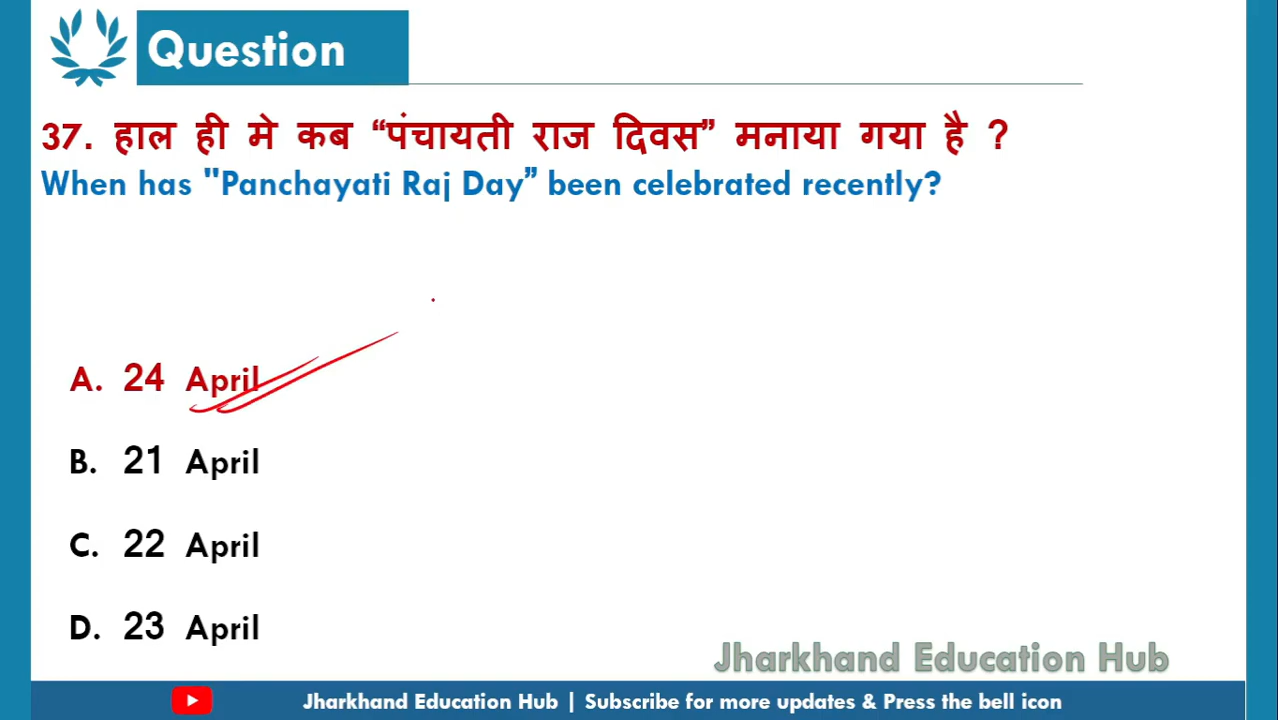 Question
37. हाल ही मे कब “पंचायती राज दिवस” मनाया गया है ?
When has "Panchayati Raj Day” been celebrated recently?
A. 24 April
B. 21 April
C. 22 April
D. 23 April
Jharkhand Education Hub
Jharkhand Education Hub | Subscribe for more updates & Press the bell icon